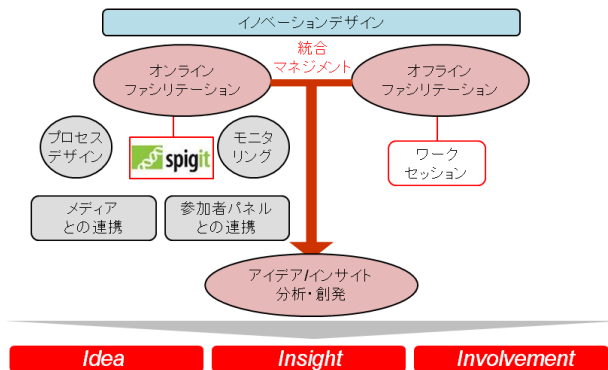 イノベーションデザイン
統合
マネジメント
オンライン
ファシリテーション
オフライン
ファシリテーション
プロセス
デザイン
spigit
モニタ
リング
ワーク
セッション
メディア
との連携
参加者パネル
との連携
アイデア/インサイト
分析・創発
Idea
Insight
Involvement